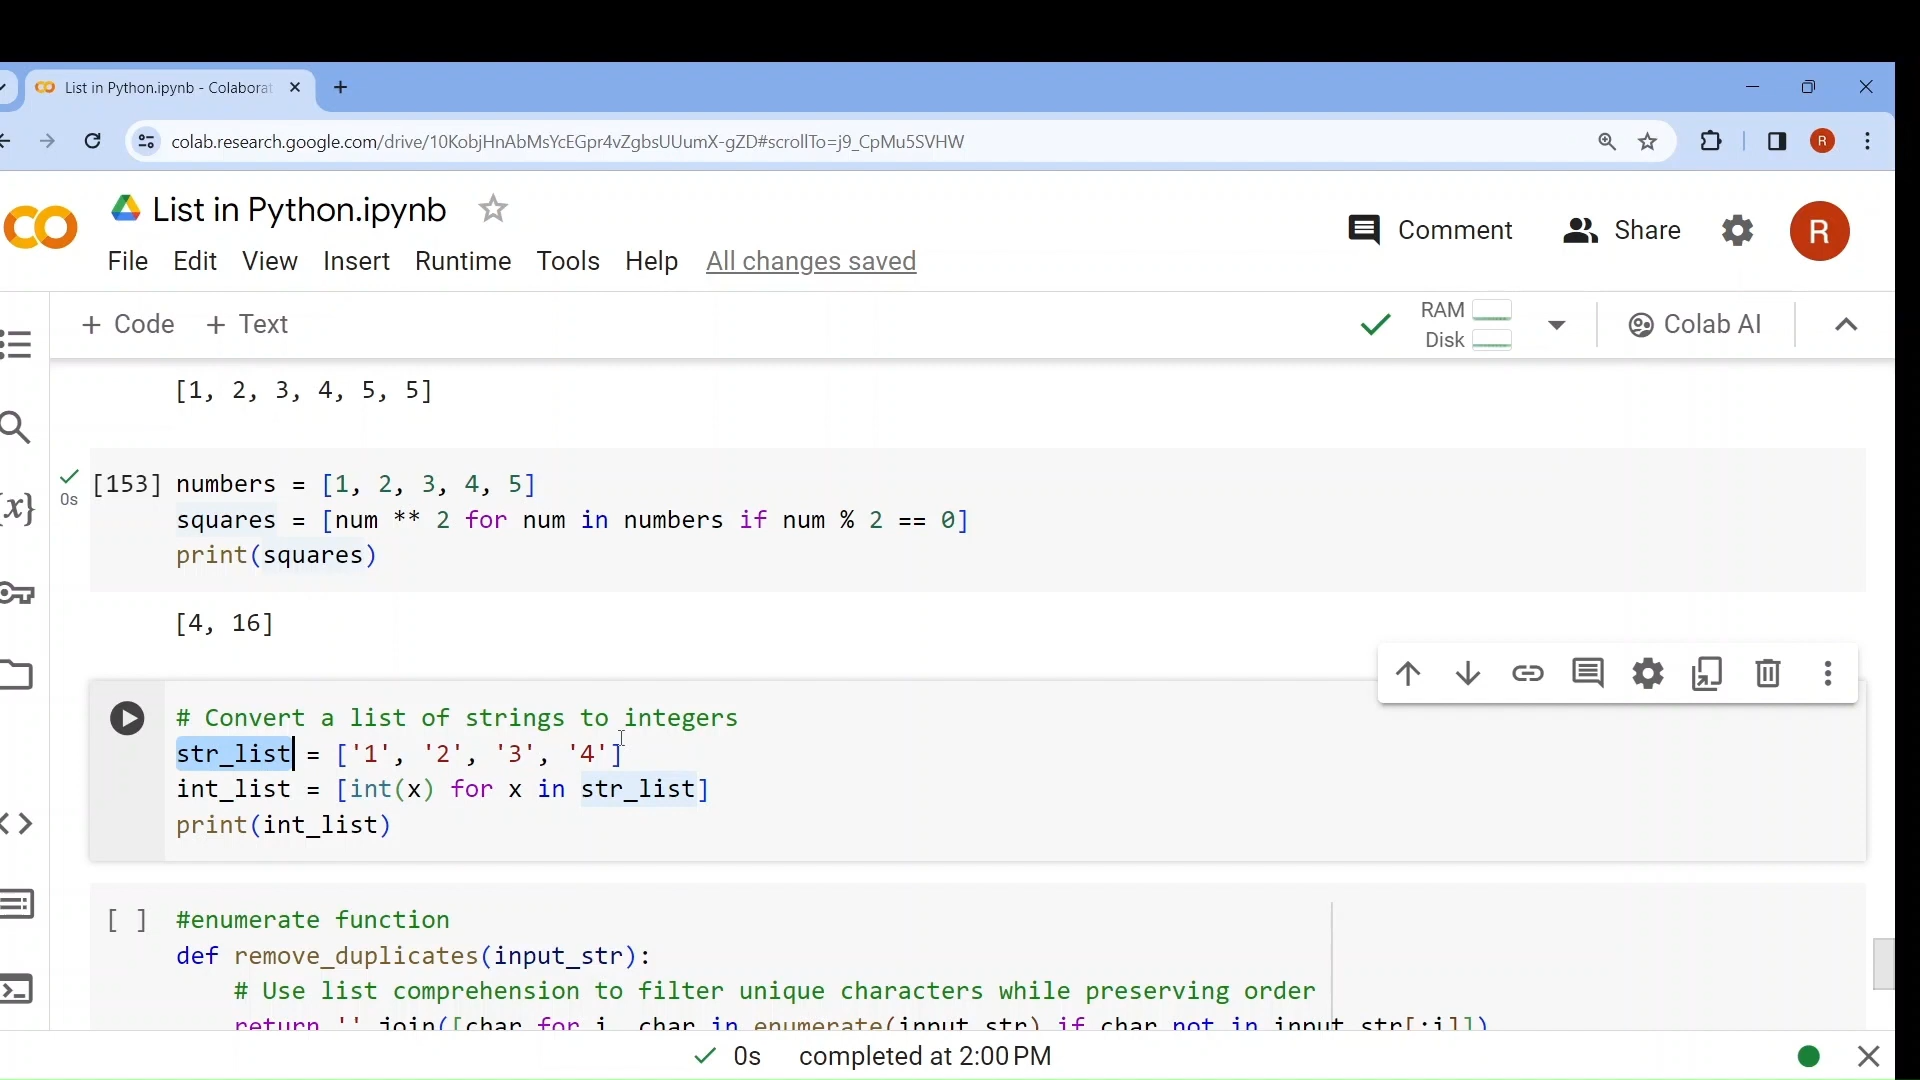 List in Python.ipynb - Colaborat
colab.research.google.com/drive/10KobjHnAbMsYcEGpr4vZgbsUUumX-gZD#scrollTo=j9_CpMu5SVHW
R
List in Python.ipynb
Comment
Share
R
File Edit View Insert Runtime Tools Help All changes saved
+ Code + Text
RAM
Disk
Colab AI
[1, 2, 3, 4, 5, 5]
{x}
0s
[153] numbers = [1, 2, 3, 4, 5]
squares = [num ** 2 for num in numbers if num % 2 == 0]
print(squares)
[4, 16]
# Convert a list of strings to integers
str_list = ['1', '2', '3', '4']
int_list = [int(x) for x in str_list]
print(int_list)
[ ] #enumerate function
def remove_duplicates(input_str):
# Use list comprehension to filter unique characters while preserving order
return ''.join([char for i, char in enumerate(input_str) if char not in input_str[:i]])
0s completed at 2:00 PM